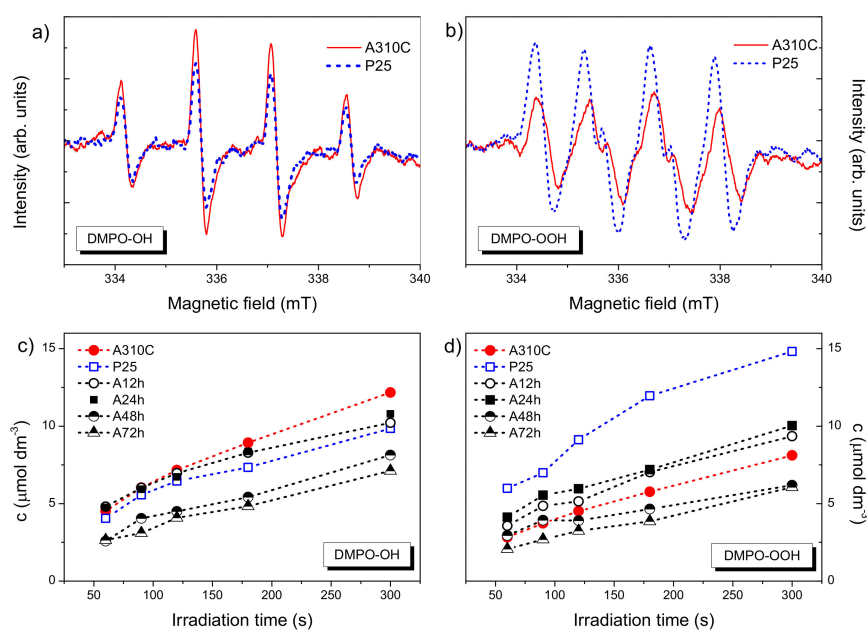 a)
A310C
P25
Intensity (arb. units)
DMPO-OH
334
336
338
340
Magnetic field (mT)
b)
A310C
P25
Intensity (arb. units)
DMPO-OOH
334
336
338
340
Magnetic field (mT)
c)
15
10
5
0
c (μmol dm⁻³)
A310C
P25
A12h
A24h
A48h
A72h
DMPO-OH
50
100
150
200
250
300
Irradiation time (s)
d)
A310C
P25
A12h
A24h
A48h
A72h
15
10
5
0
c (μmol dm⁻³)
DMPO-OOH
50
100
150
200
250
300
Irradiation time (s)